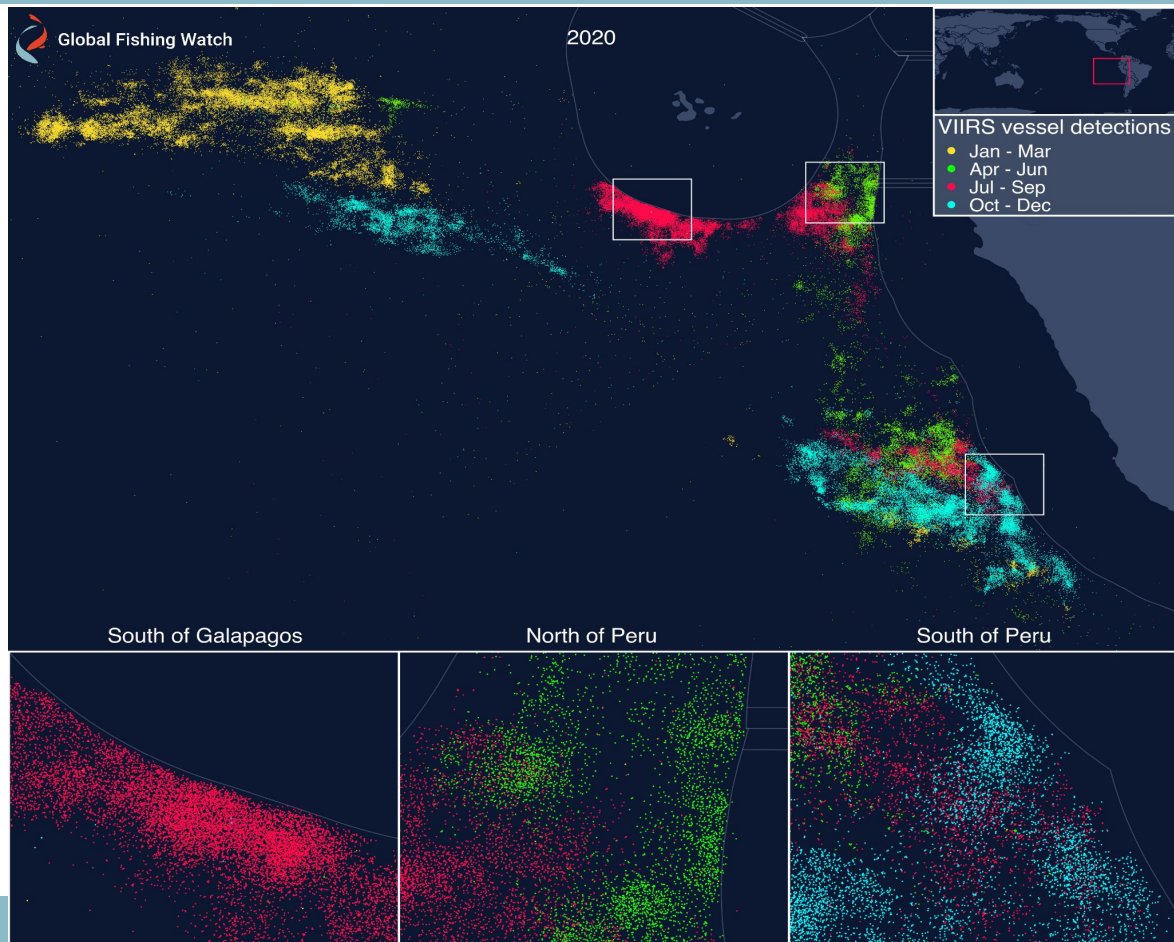 Global Fishing Watch
2020
VIIRS vessel detections
Jan - Mar
Apr - Jun
Jul - Sep
Oct - Dec
South of Galapagos
North of Peru
South of Peru